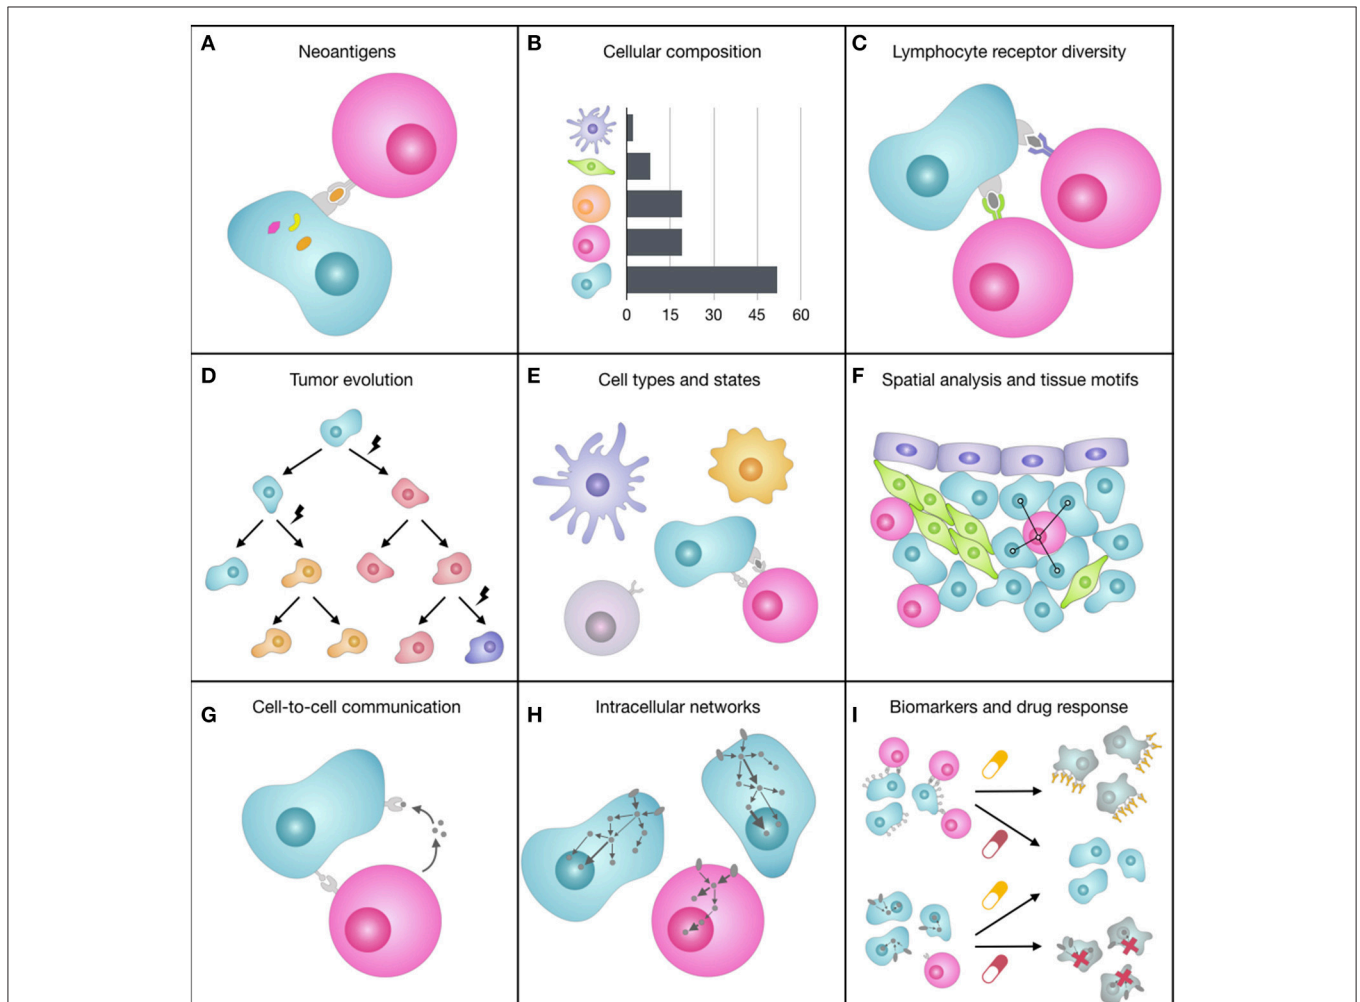 A Neoantigens
B Cellular composition
0 15 30 45 60
C Lymphocyte receptor diversity
D Tumor evolution
E Cell types and states
F Spatial analysis and tissue motifs
G Cell-to-cell communication
H Intracellular networks
I Biomarkers and drug response